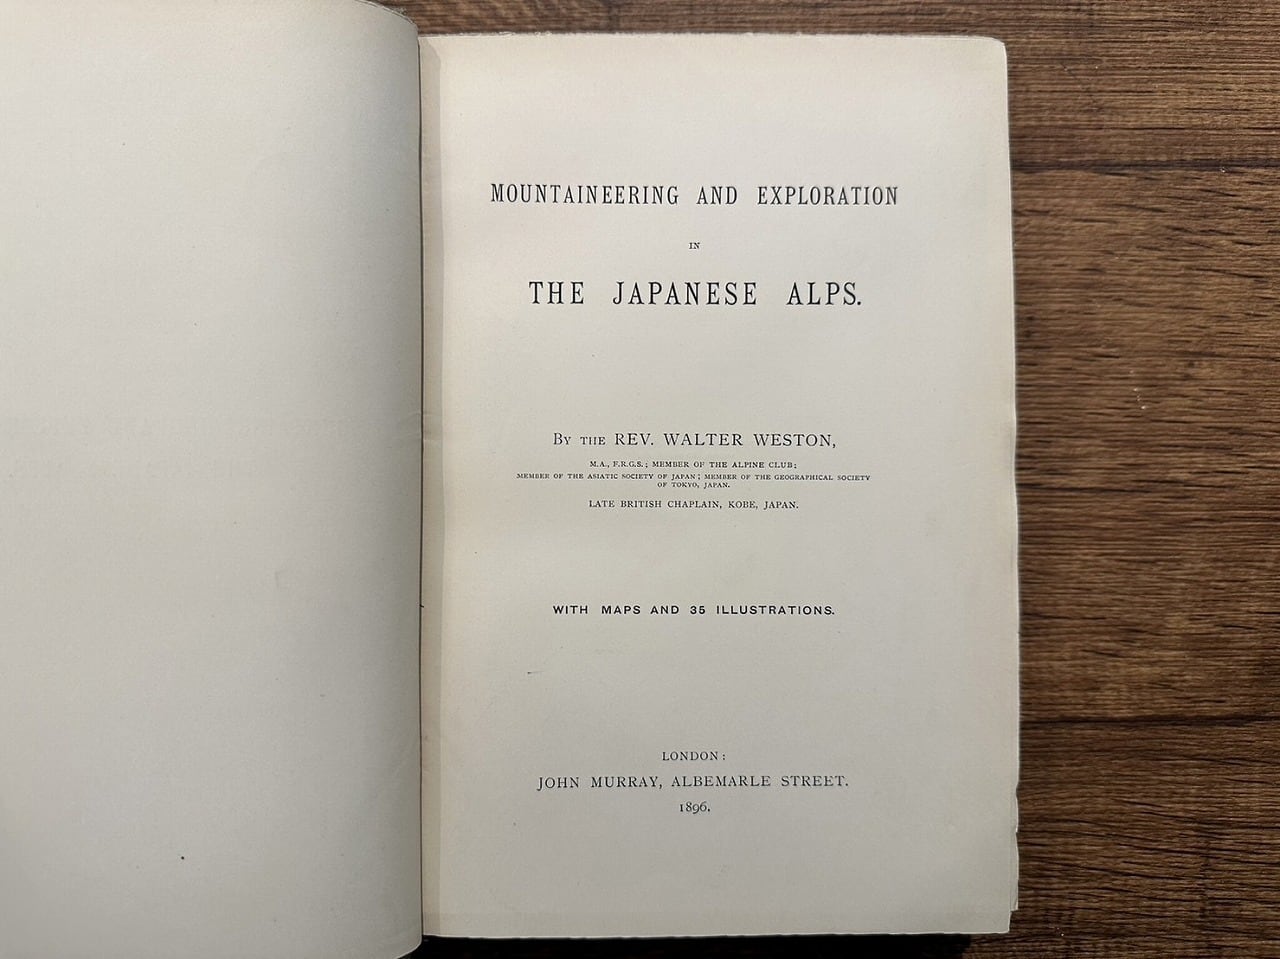 MOUNTAINEERING AND EXPLORATION
IN
THE JAPANESE ALPS.
BY THE REV. WALTER WESTON,
M.A., F.R.G.S.; MEMBER OF THE ALPINE CLUB;
MEMBER OF THE ASIATIC SOCIETY OF JAPAN; MEMBER OF THE GEOGRAPHICAL SOCIETY
OF TOKYO, JAPAN.
LATE BRITISH CHAPLAIN, KOBE, JAPAN.
WITH MAPS AND 35 ILLUSTRATIONS.
LONDON:
JOHN MURRAY, ALBEMARLE STREET.
1896.